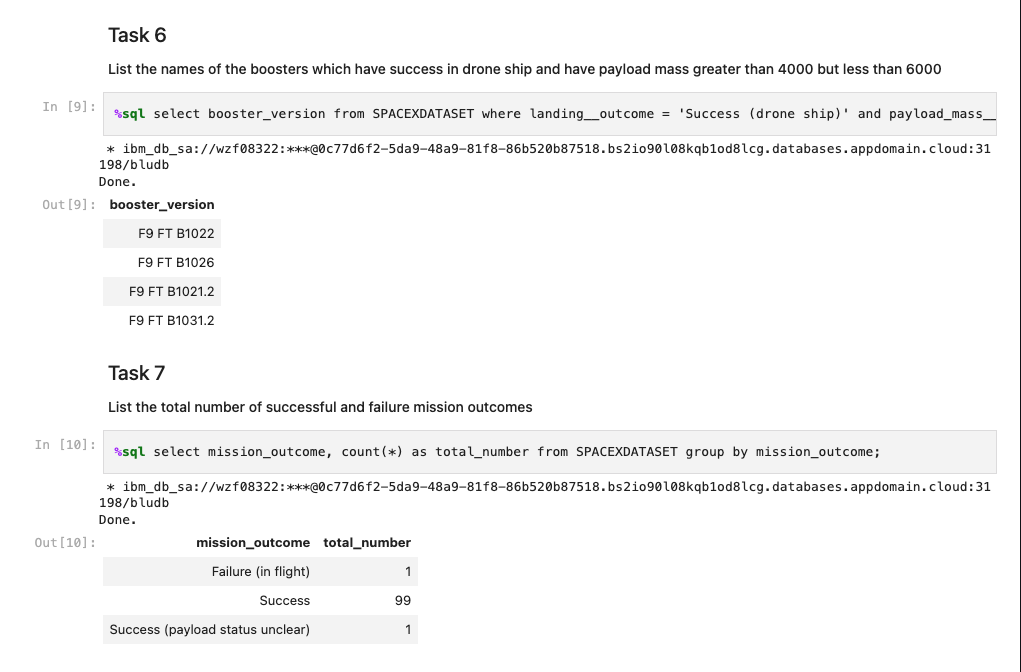 Task 6
List the names of the boosters which have success in drone ship and have payload mass greater than 4000 but less than 6000
In [9]: %sql select booster_version from SPACEXDATASET where landing__outcome = 'Success (drone ship)' and payload_mass__
* ibm_db_sa://wzf08322:***@0c77d6f2-5da9-48a9-81f8-86b520b87518.bs2io90l08kqb1od8lcg.databases.appdomain.cloud:31
198/bludb
Done.
Out[9]: booster_version
F9 FT B1022
F9 FT B1026
F9 FT B1021.2
F9 FT B1031.2
Task 7
List the total number of successful and failure mission outcomes
In [10]: %sql select mission_outcome, count(*) as total_number from SPACEXDATASET group by mission_outcome;
* ibm_db_sa://wzf08322:***@0c77d6f2-5da9-48a9-81f8-86b520b87518.bs2io90l08kqb1od8lcg.databases.appdomain.cloud:31
198/bludb
Done.
Out[10]: mission_outcome total_number
Failure (in flight) 1
Success 99
Success (payload status unclear) 1